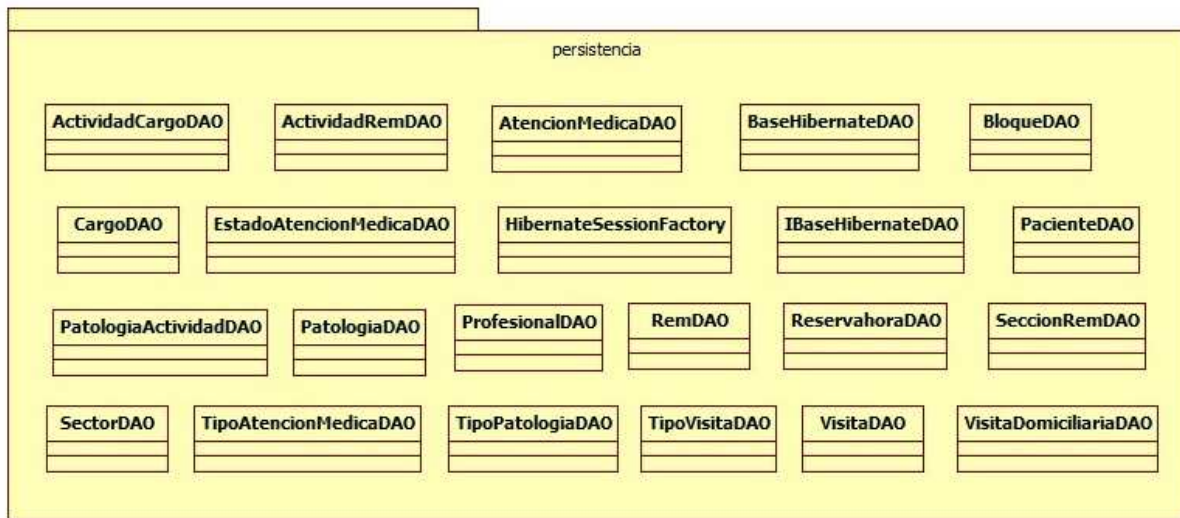 persistencia
ActividadCargoDAO
ActividadRemDAO
AtencionMedicaDAO
BaseHibernateDAO
BloqueDAO
CargoDAO
EstadoAtencionMedicaDAO
HibernateSessionFactory
IBaseHibernateDAO
PacienteDAO
PatologiaActividadDAO
PatologiaDAO
ProfesionalDAO
RemDAO
ReservahoraDAO
SeccionRemDAO
SectorDAO
TipoAtencionMedicaDAO
TipoPatologiaDAO
TipoVisitaDAO
VisitaDAO
VisitaDomiciliariaDAO